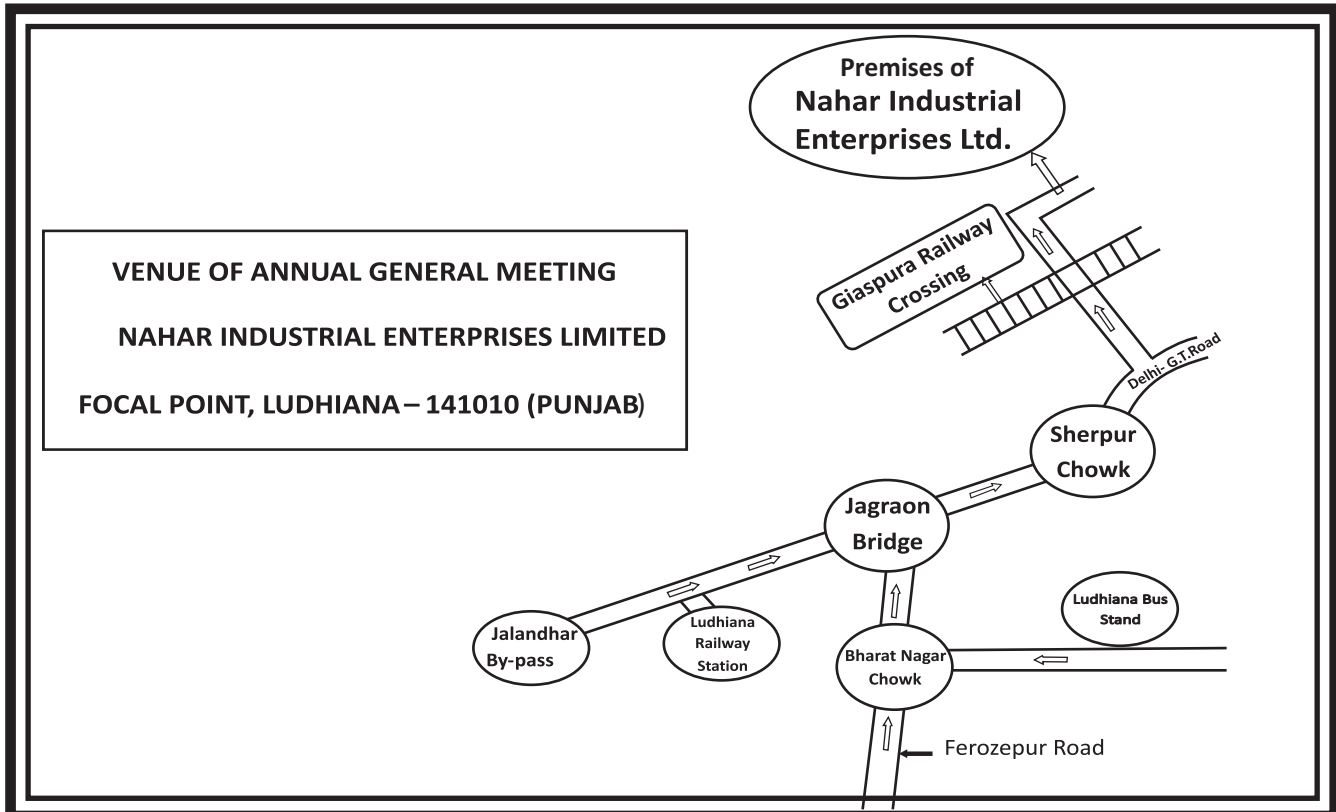 Premises of
Nahar Industrial
Enterprises Ltd.
VENUE OF ANNUAL GENERAL MEETING
NAHAR INDUSTRIAL ENTERPRISES LIMITED
FOCAL POINT, LUDHIANA – 141010 (PUNJAB)
Giaspura Railway
Crossing
Delhi- G.T.Road
Sherpur
Chowk
Jagraon
Bridge
Jalandhar
By-pass
Ludhiana
Railway
Station
Ludhiana Bus
Stand
Bharat Nagar
Chowk
Ferozepur Road